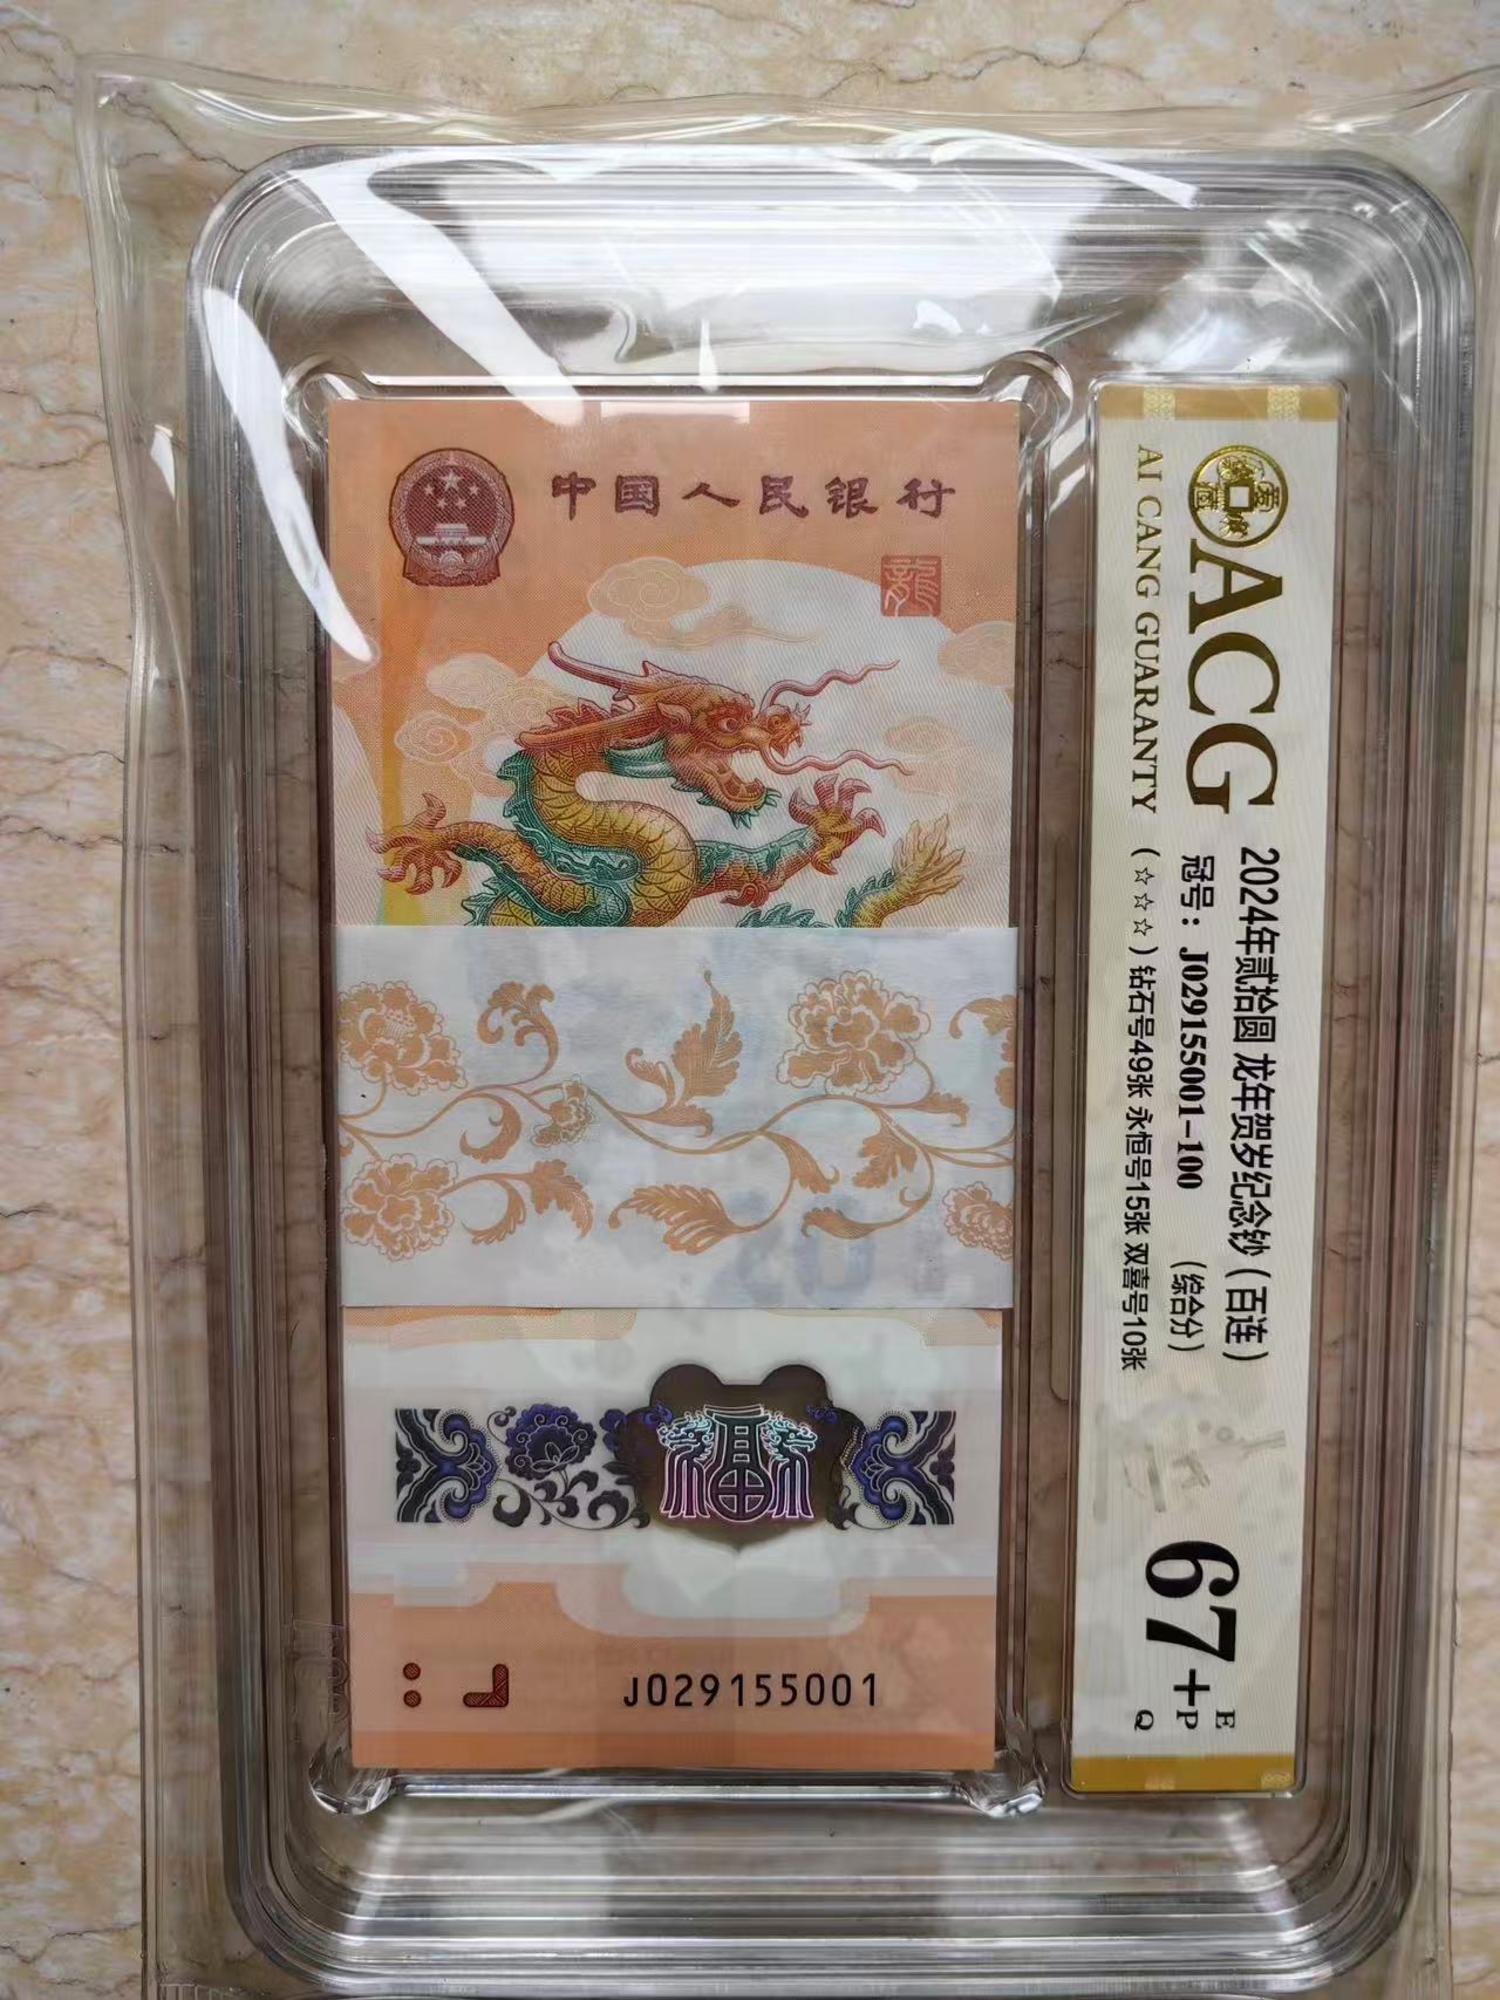 中国人民银行
龍
J029155001
ACG
AI CANG GUARANTY
2024年贰拾圆 龙年贺岁纪念钞（百连）
冠号：J029155001-100 （综合分）
（☆☆☆）钻石号49张 永恒号15张 双喜号10张
67+
E
P
Q